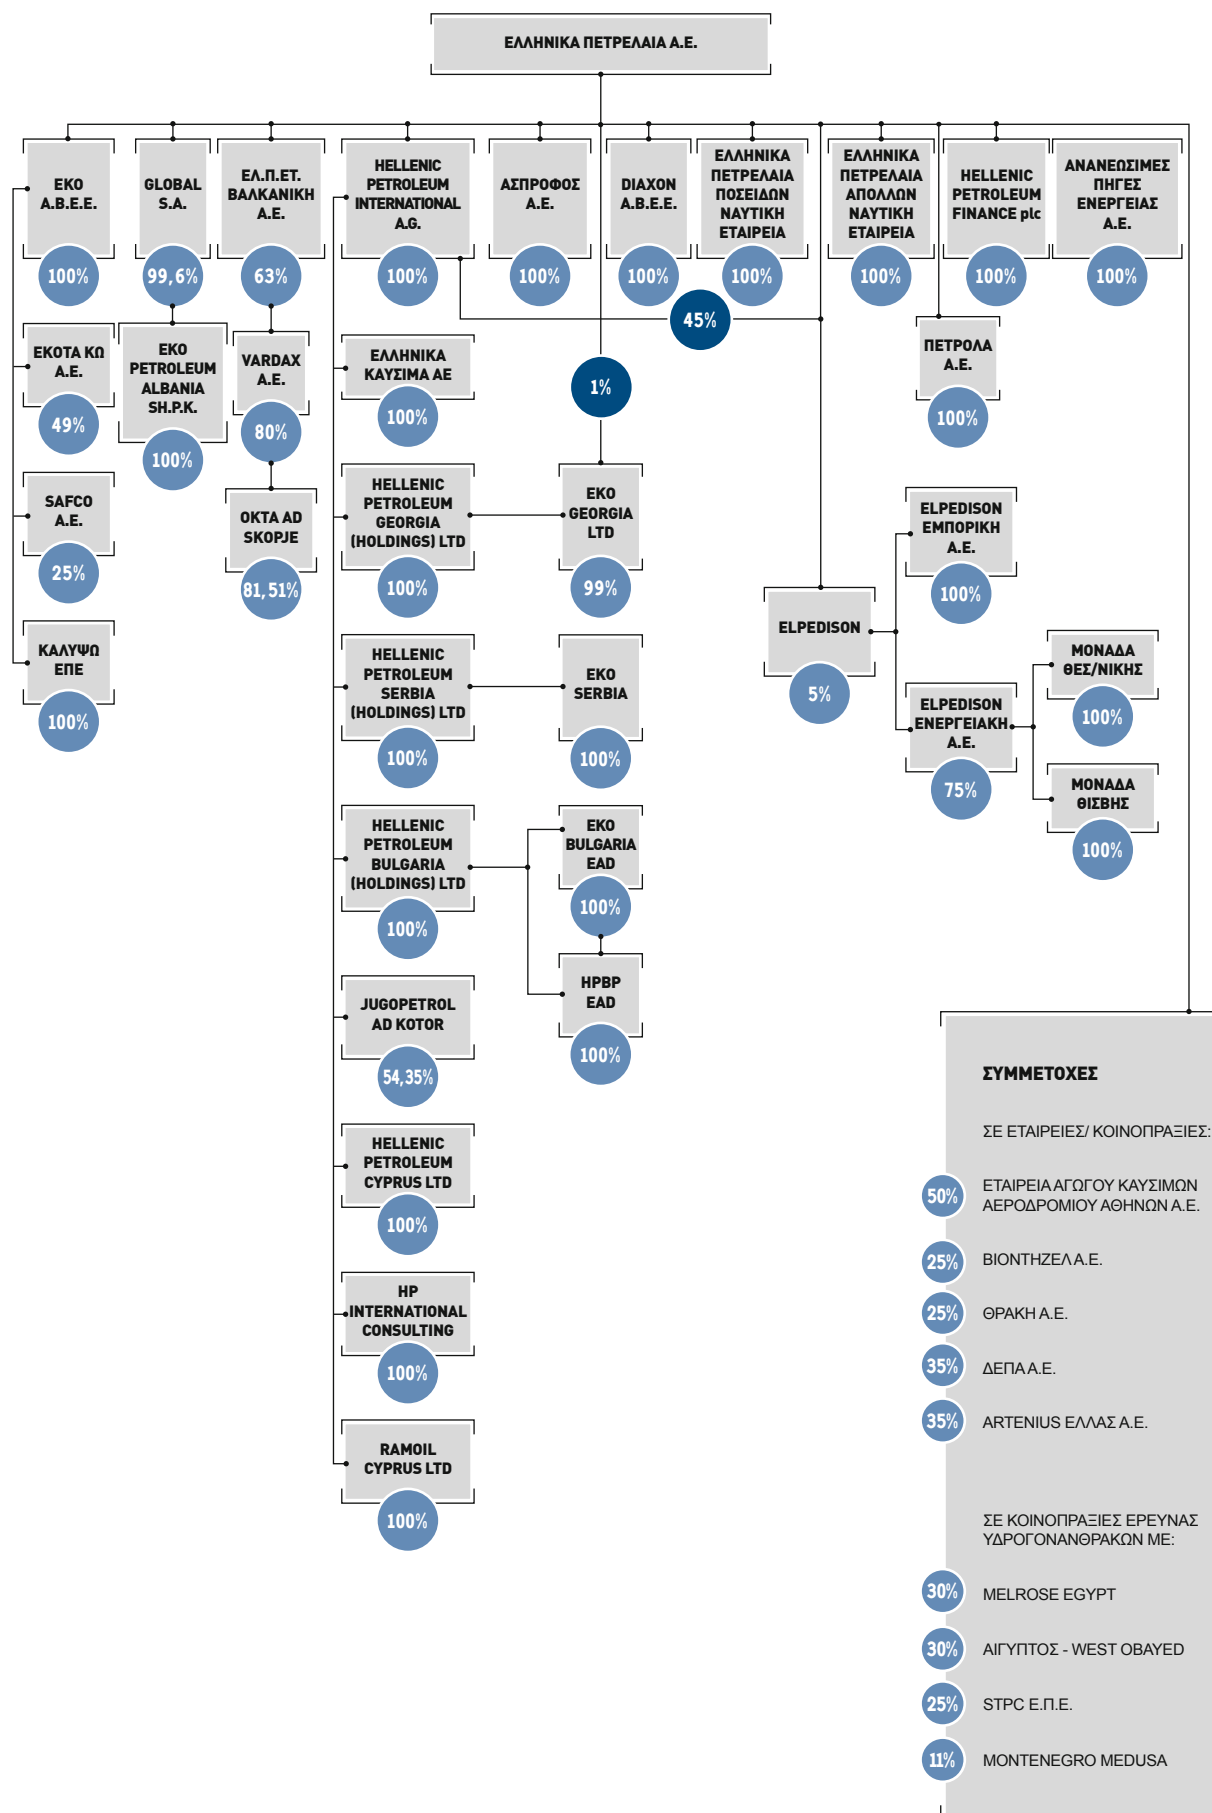 ΕΛΛΗΝΙΚΑ ΠΕΤΡΕΛΑΙΑ Α.Ε.
ΕΚΟ
Α.Β.Ε.Ε.
100%
GLOBAL
S.A.
99,6%
ΕΛ.Π.ΕΤ.
ΒΑΛΚΑΝΙΚΗ
Α.Ε.
63%
HELLENIC
PETROLEUM
INTERNATIONAL
A.G.
100%
ΑΣΠΡΟΦΟΣ
Α.Ε.
100%
DIAXON
Α.Β.Ε.Ε.
100%
ΕΛΛΗΝΙΚΑ
ΠΕΤΡΕΛΑΙΑ
ΠΟΣΕΙΔΩΝ
ΝΑΥΤΙΚΗ
ΕΤΑΙΡΕΙΑ
100%
ΕΛΛΗΝΙΚΑ
ΠΕΤΡΕΛΑΙΑ
ΑΠΟΛΛΩΝ
ΝΑΥΤΙΚΗ
ΕΤΑΙΡΕΙΑ
100%
HELLENIC
PETROLEUM
FINANCE plc
100%
ΑΝΑΝΕΩΣΙΜΕΣ
ΠΗΓΕΣ
ΕΝΕΡΓΕΙΑΣ
Α.Ε.
100%
45%
1%
ΕΚΟΤΑ ΚΩ
Α.Ε.
49%
EKO
PETROLEUM
ALBANIA
SH.P.K.
100%
VARDAX
Α.Ε.
80%
ΕΛΛΗΝΙΚΑ
ΚΑΥΣΙΜΑ ΑΕ
100%
ΠΕΤΡΟΛΑ
Α.Ε.
100%
SAFCO
Α.Ε.
25%
ΟΚΤΑ AD
SKOPJE
81,51%
HELLENIC
PETROLEUM
GEORGIA
(HOLDINGS) LTD
100%
EKO
GEORGIA
LTD
99%
ELPEDISON
ΕΜΠΟΡΙΚΗ
Α.Ε.
100%
ELPEDISON
5%
ΚΑΛΥΨΩ
ΕΠΕ
100%
HELLENIC
PETROLEUM
SERBIA
(HOLDINGS) LTD
100%
EKO
SERBIA
100%
ELPEDISON
ΕΝΕΡΓΕΙΑΚΗ
Α.Ε.
75%
ΜΟΝΑΔΑ
ΘΕΣ/ΝΙΚΗΣ
100%
ΜΟΝΑΔΑ
ΘΙΣΒΗΣ
100%
HELLENIC
PETROLEUM
BULGARIA
(HOLDINGS) LTD
100%
EKO
BULGARIA
EAD
100%
HPBP
EAD
100%
JUGOPETROL
AD KOTOR
54,35%
HELLENIC
PETROLEUM
CYPRUS LTD
100%
HP
INTERNATIONAL
CONSULTING
100%
RAMOIL
CYPRUS LTD
100%
ΣΥΜΜΕΤΟΧΕΣ
ΣΕ ΕΤΑΙΡΕΙΕΣ/ ΚΟΙΝΟΠΡΑΞΙΕΣ:
50% ΕΤΑΙΡΕΙΑ ΑΓΩΓΟΥ ΚΑΥΣΙΜΩΝ
ΑΕΡΟΔΡΟΜΙΟΥ ΑΘΗΝΩΝ Α.Ε.
25% ΒΙΟΝΤΗΖΕΛ Α.Ε.
25% ΘΡΑΚΗ Α.Ε.
35% ΔΕΠΑ Α.Ε.
35% ARTENIUS ΕΛΛΑΣ Α.Ε.
ΣΕ ΚΟΙΝΟΠΡΑΞΙΕΣ ΕΡΕΥΝΑΣ
ΥΔΡΟΓΟΝΑΝΘΡΑΚΩΝ ΜΕ:
30% MELROSE EGYPT
30% ΑΙΓΥΠΤΟΣ - WEST OBAYED
25% STPC Ε.Π.Ε.
11% MONTENEGRO MEDUSA